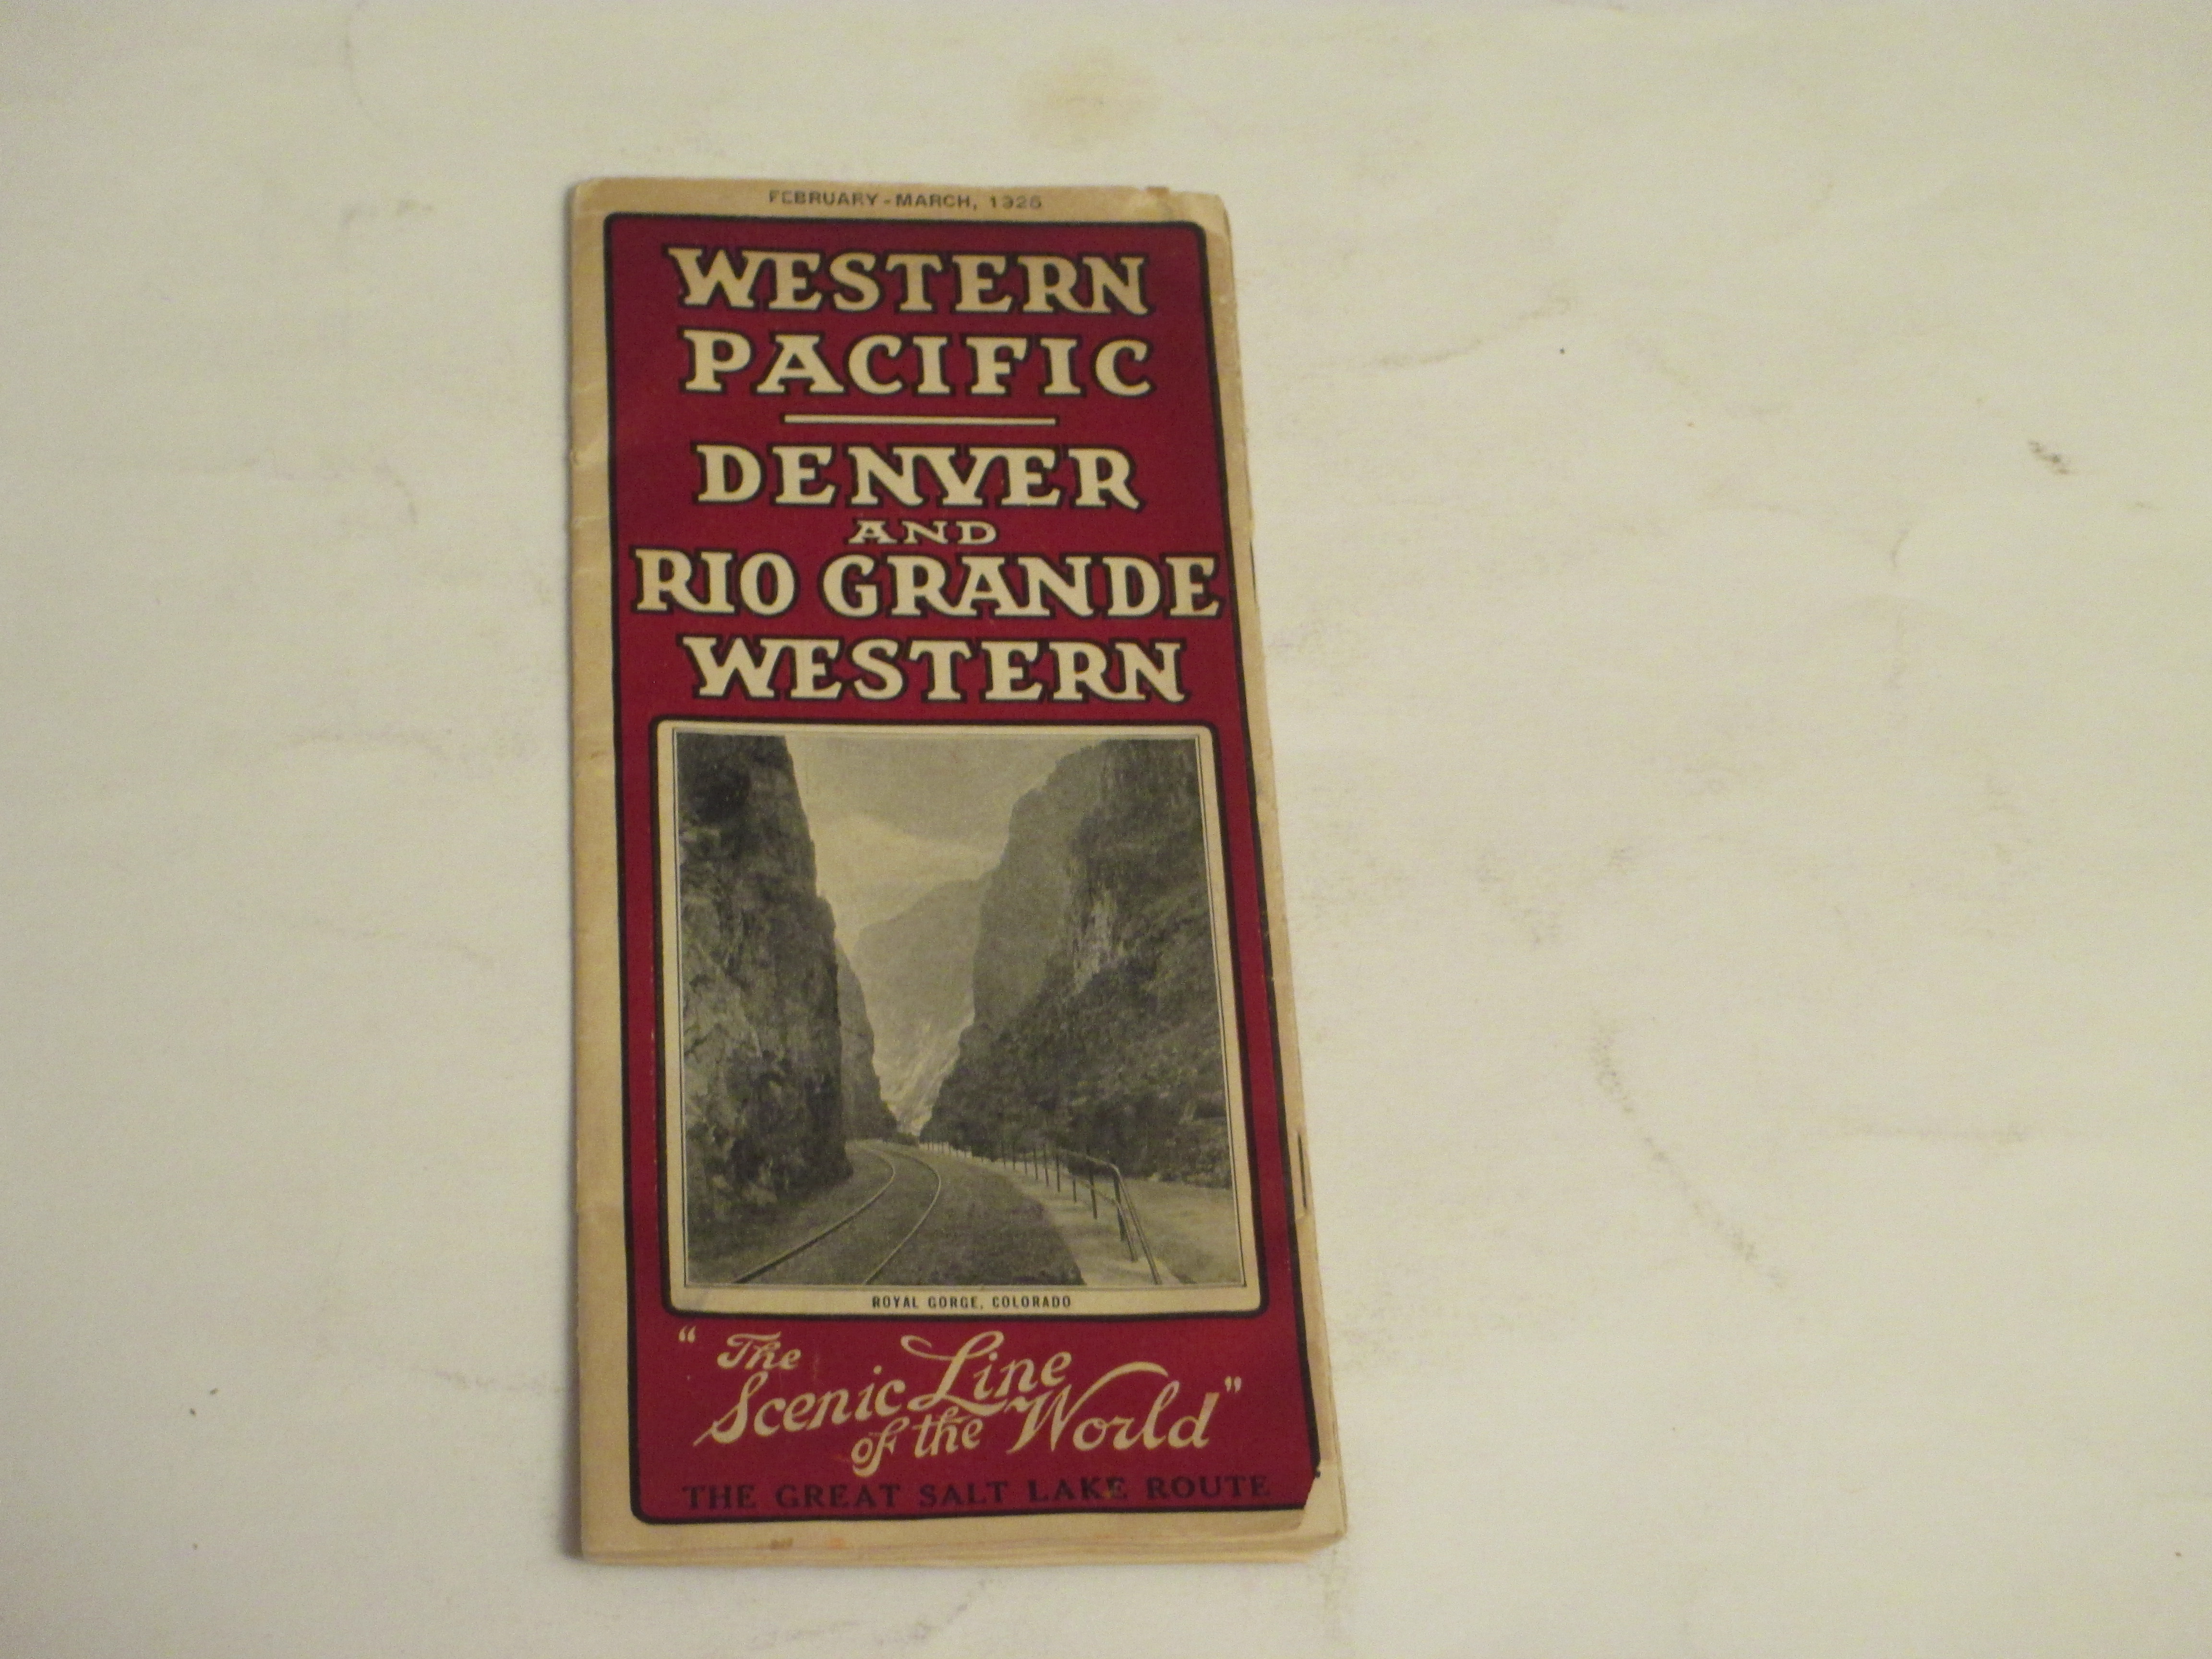 FEBRUARY - MARCH, 1926
WESTERN
PACIFIC
DENVER
AND
RIO GRANDE
WESTERN
ROYAL GORGE, COLORADO
"The
Scenic Line
of the World"
THE GREAT SALT LAKE ROUTE